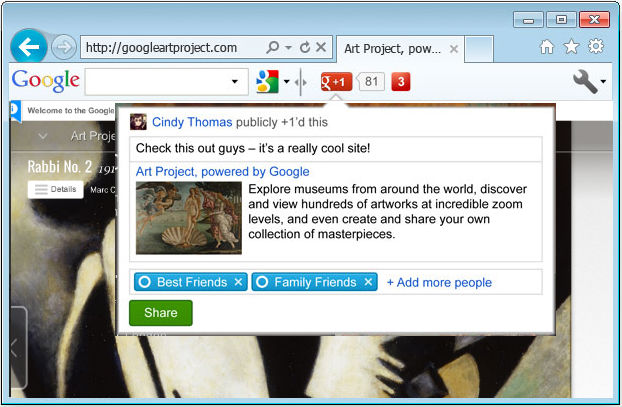 http://googleartproject.com
Art Project, pow...
Google
g +1
81
3
Welcome to the Google
Cindy Thomas publicly +1'd this
Art Proje
Check this out guys – it's a really cool site!
Rabbi No. 2 191
Art Project, powered by Google
Details
Marc C
Explore museums from around the world, discover
and view hundreds of artworks at incredible zoom
levels, and even create and share your own
collection of masterpieces.
Best Friends
Family Friends
+ Add more people
Share